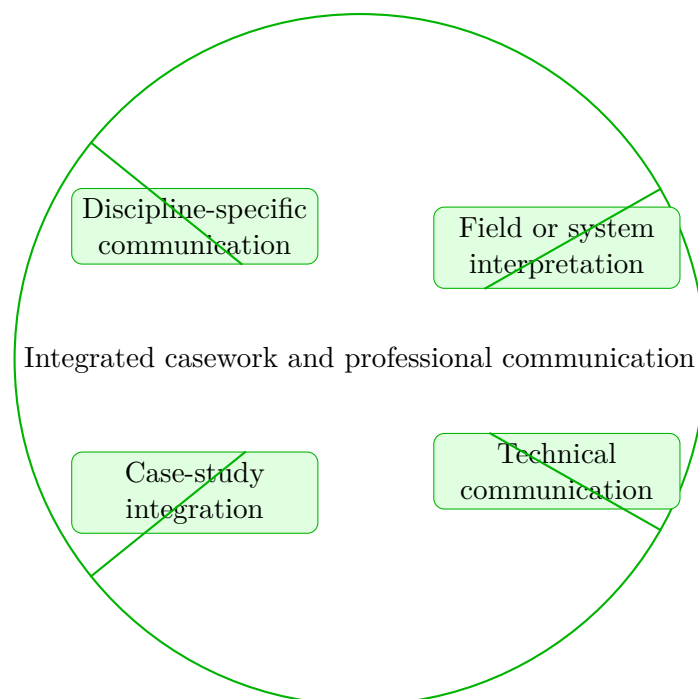 Discipline-specific
communication
Field or system
interpretation
Integrated casework and professional communication
Case-study
integration
Technical
communication